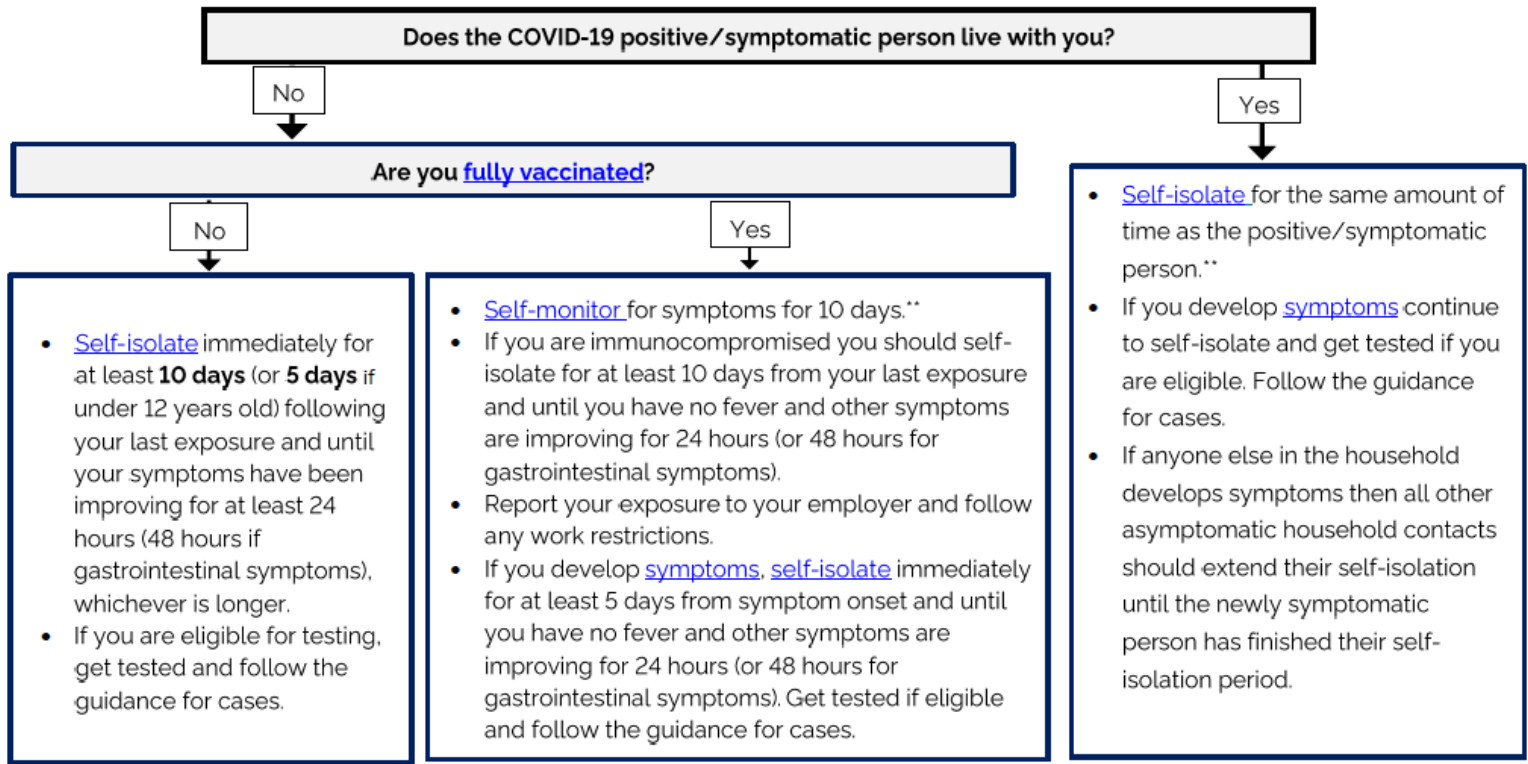 Does the COVID-19 positive/symptomatic person live with you?
No
Yes
Are you fully vaccinated?
No
Yes
• Self-isolate immediately for
at least 10 days (or 5 days if
under 12 years old) following
your last exposure and until
your symptoms have been
improving for at least 24
hours (48 hours if
gastrointestinal symptoms),
whichever is longer.
• If you are eligible for testing,
get tested and follow the
guidance for cases.
• Self-monitor for symptoms for 10 days.**
• If you are immunocompromised you should self-
isolate for at least 10 days from your last exposure
and until you have no fever and other symptoms
are improving for 24 hours (or 48 hours for
gastrointestinal symptoms).
• Report your exposure to your employer and follow
any work restrictions.
• If you develop symptoms, self-isolate immediately
for at least 5 days from symptom onset and until
you have no fever and other symptoms are
improving for 24 hours (or 48 hours for
gastrointestinal symptoms). Get tested if eligible
and follow the guidance for cases.
• Self-isolate for the same amount of
time as the positive/symptomatic
person.**
• If you develop symptoms continue
to self-isolate and get tested if you
are eligible. Follow the guidance
for cases.
• If anyone else in the household
develops symptoms then all other
asymptomatic household contacts
should extend their self-isolation
until the newly symptomatic
person has finished their self-
isolation period.